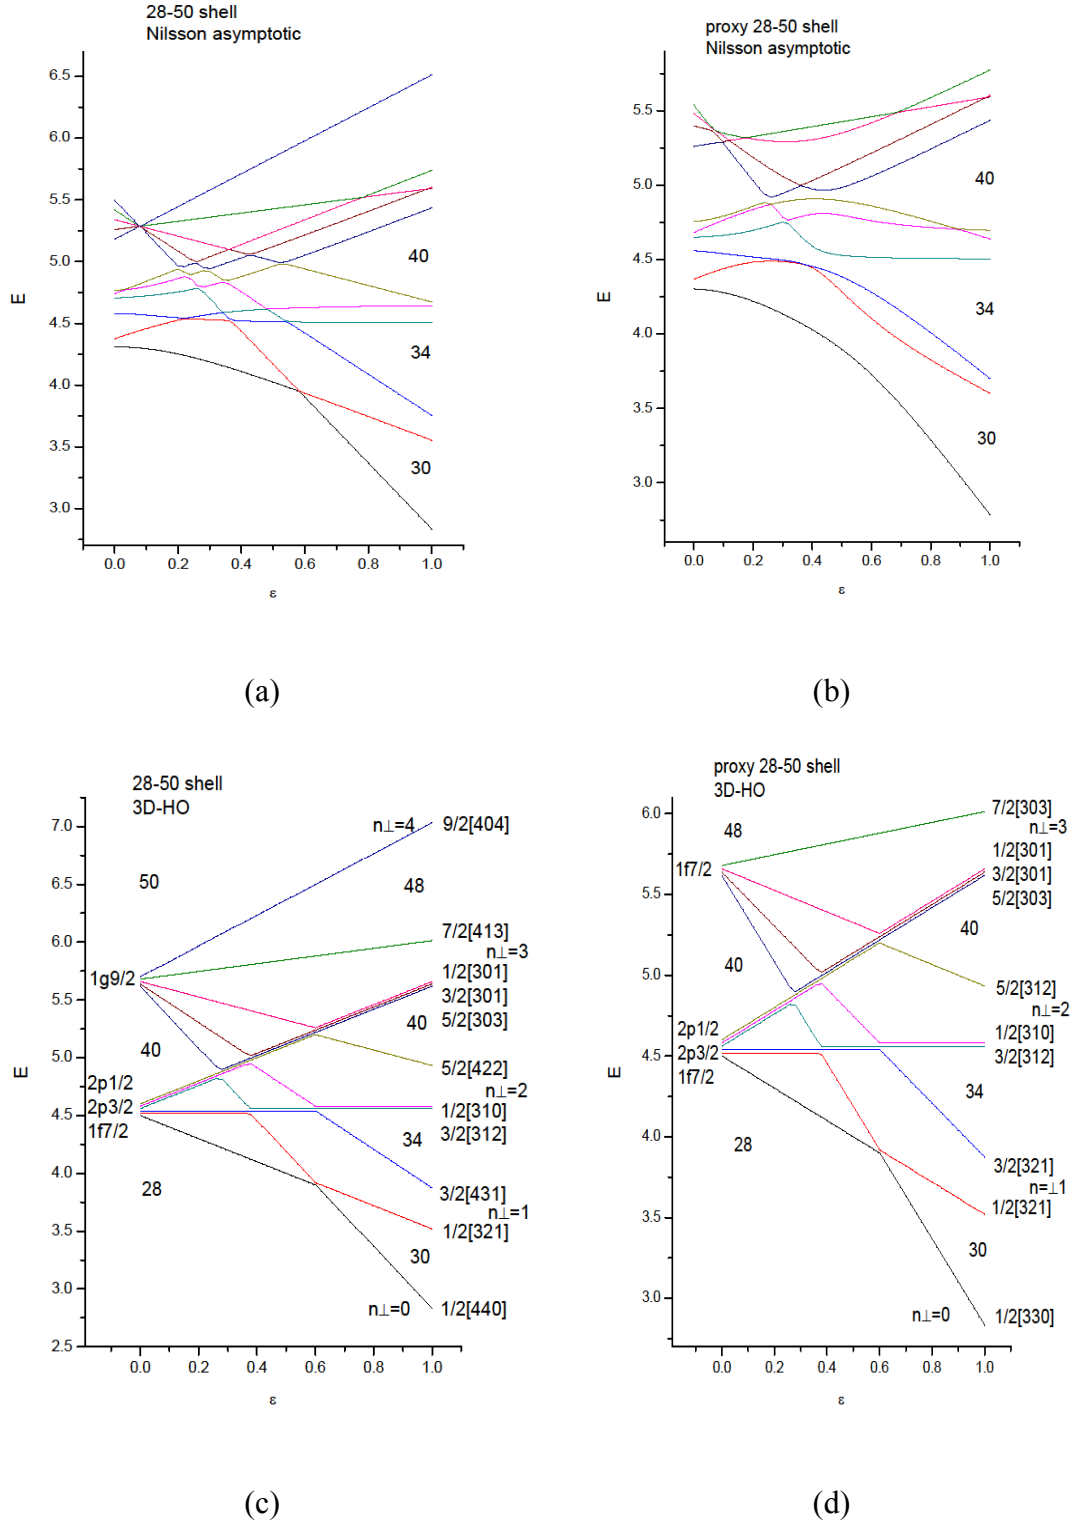 28-50 shell
Nilsson asymptotic
6.5
6.0
5.5
5.0
4.5
4.0
3.5
3.0
E
40
34
30
0.0 0.2 0.4 0.6 0.8 1.0
ε
(a)
proxy 28-50 shell
Nilsson asymptotic
5.5
5.0
4.5
4.0
3.5
3.0
E
40
34
30
0.0 0.2 0.4 0.6 0.8 1.0
ε
(b)
28-50 shell
3D-HO
7.0
6.5
6.0
5.5
5.0
4.5
4.0
3.5
3.0
2.5
E
n⊥=4 9/2[404]
50 48
7/2[413]
n⊥=3
1g9/2 1/2[301]
3/2[301]
40 5/2[303]
40
5/2[422]
2p1/2 n⊥=2
2p3/2 1/2[310]
1f7/2 34 3/2[312]
28 3/2[431]
n⊥=1
1/2[321]
30
n⊥=0 1/2[440]
0.0 0.2 0.4 0.6 0.8 1.0
ε
(c)
proxy 28-50 shell
3D-HO
6.0
5.5
5.0
4.5
4.0
3.5
3.0
E
7/2[303]
48 n⊥=3
1/2[301]
1f7/2 3/2[301]
5/2[303]
40
40
5/2[312]
n⊥=2
2p1/2 1/2[310]
2p3/2 3/2[312]
1f7/2
34
28
3/2[321]
n=⊥1
1/2[321]
30
n⊥=0 1/2[330]
0.0 0.2 0.4 0.6 0.8 1.0
ε
(d)